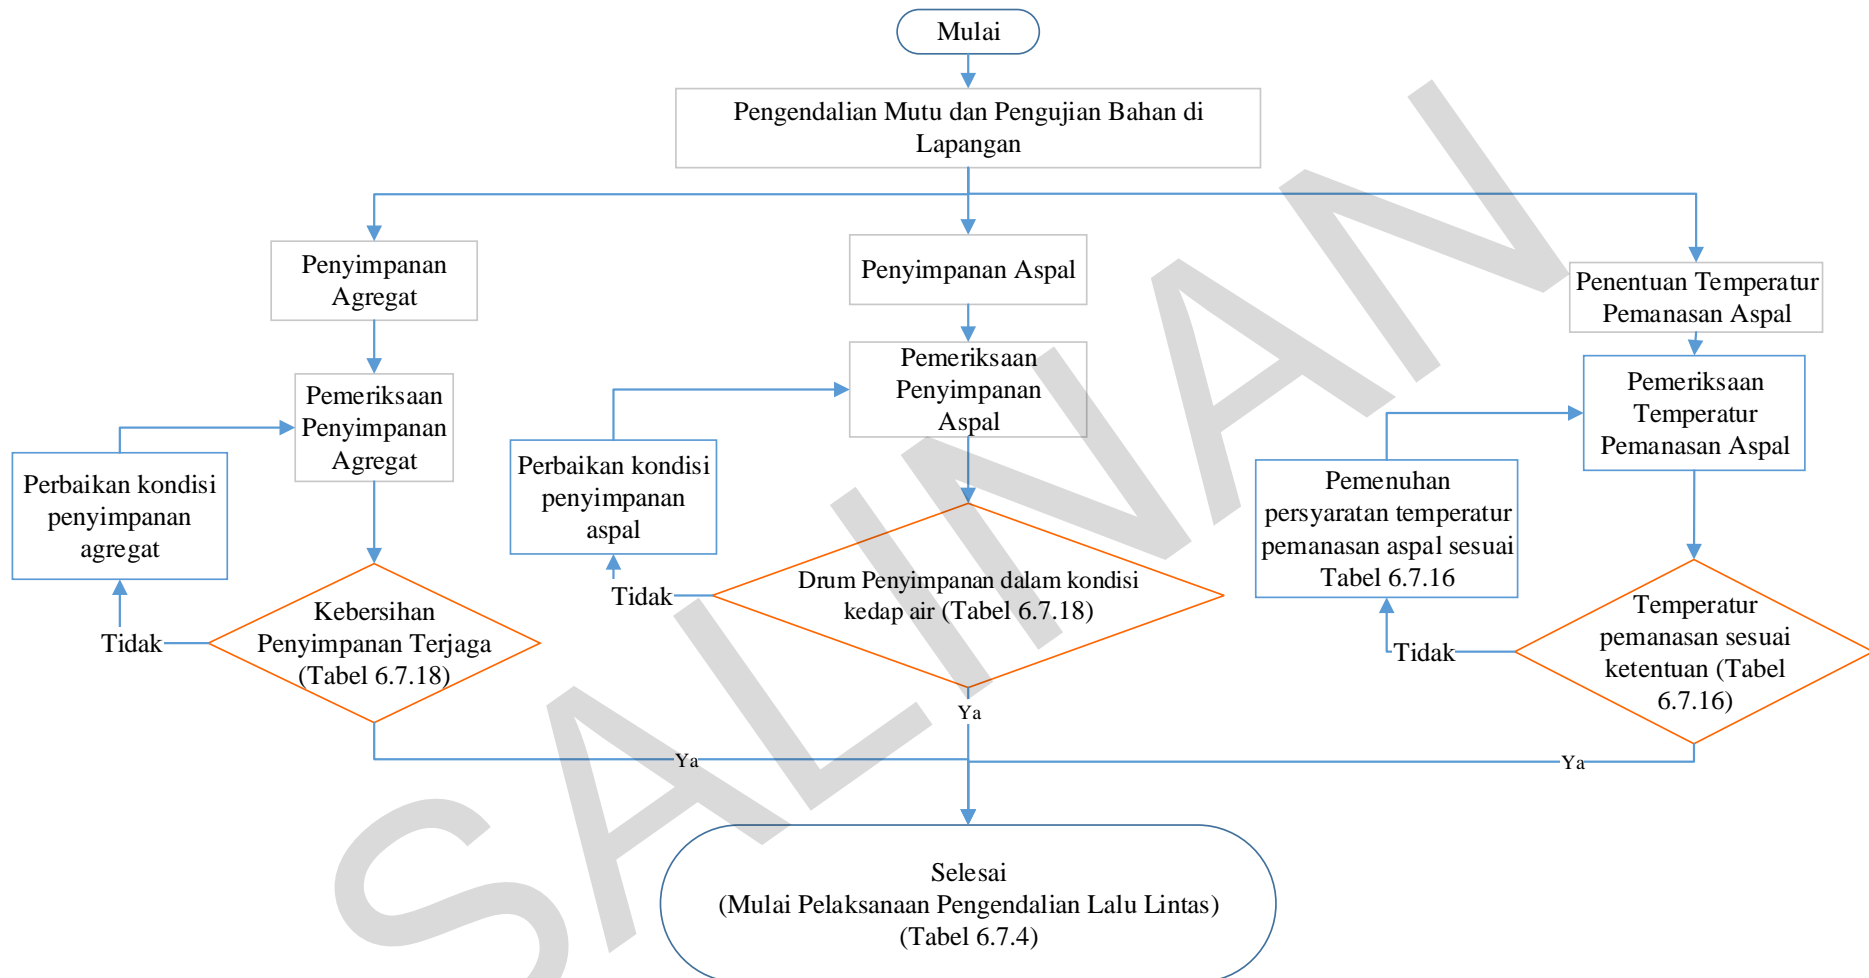 Mulai
Pengendalian Mutu dan Pengujian Bahan di
Lapangan
Penyimpanan
Agregat
Penyimpanan Aspal
Penentuan Temperatur
Pemanasan Aspal
Pemeriksaan
Penyimpanan
Agregat
Pemeriksaan
Penyimpanan
Aspal
Pemeriksaan
Temperatur
Pemanasan Aspal
Perbaikan kondisi
penyimpanan
agregat
Perbaikan kondisi
penyimpanan
aspal
Pemenuhan
persyaratan temperatur
pemanasan aspal sesuai
Tabel 6.7.16
Kebersihan
Penyimpanan Terjaga
(Tabel 6.7.18)
Tidak
Drum Penyimpanan dalam kondisi
kedap air (Tabel 6.7.18)
Tidak
Temperatur
pemanasan sesuai
ketentuan (Tabel
6.7.16)
Tidak
Ya
Ya
Ya
Selesai
(Mulai Pelaksanaan Pengendalian Lalu Lintas)
(Tabel 6.7.4)
SALINAN